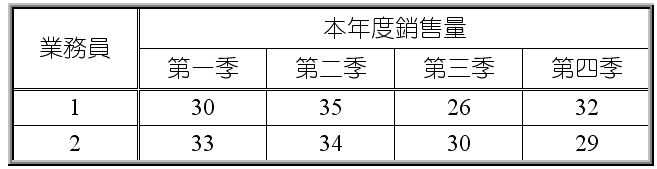 業務員 本年度銷售量
第一季 第二季 第三季 第四季
1 30 35 26 32
2 33 34 30 29